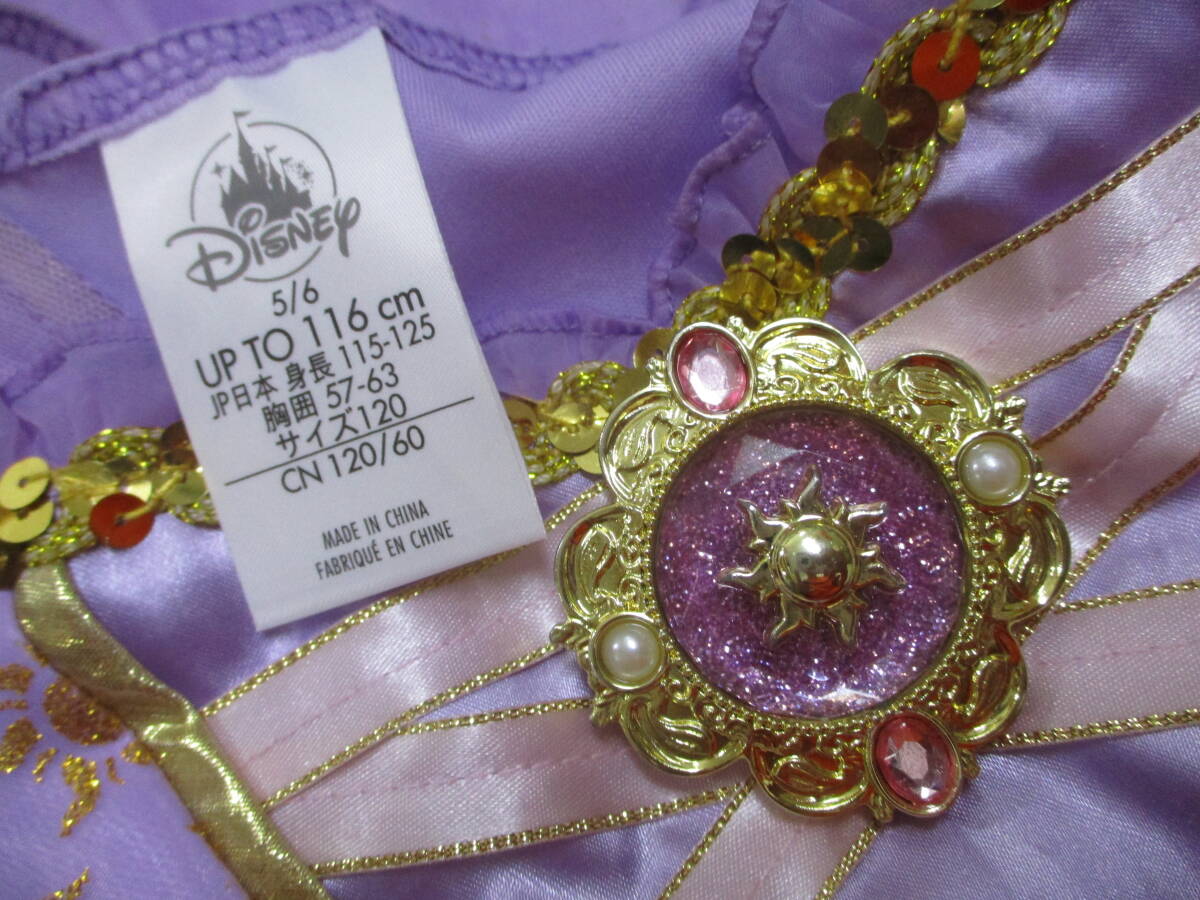 Disney
5/6
UP TO 116 cm
JP日本 身長 115-125
胸囲 57-63
サイズ120
CN 120/60
MADE IN CHINA
FABRIQUÉ EN CHINE